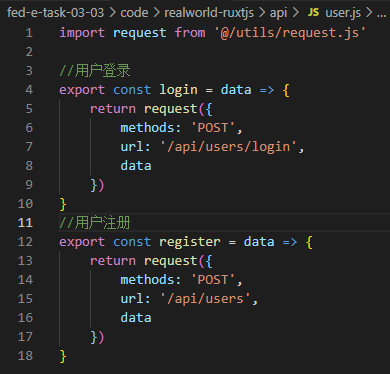 fed-e-task-03-03 > code > realworld-ruxtjs > api > JS user.js > ...
1 import request from '@/utils/request.js'
2
3 //用户登录
4 export const login = data => {
5 return request({
6 methods: 'POST',
7 url: '/api/users/login',
8 data
9 })
10 }
11 //用户注册
12 export const register = data => {
13 return request({
14 methods: 'POST',
15 url: '/api/users',
16 data
17 })
18 }